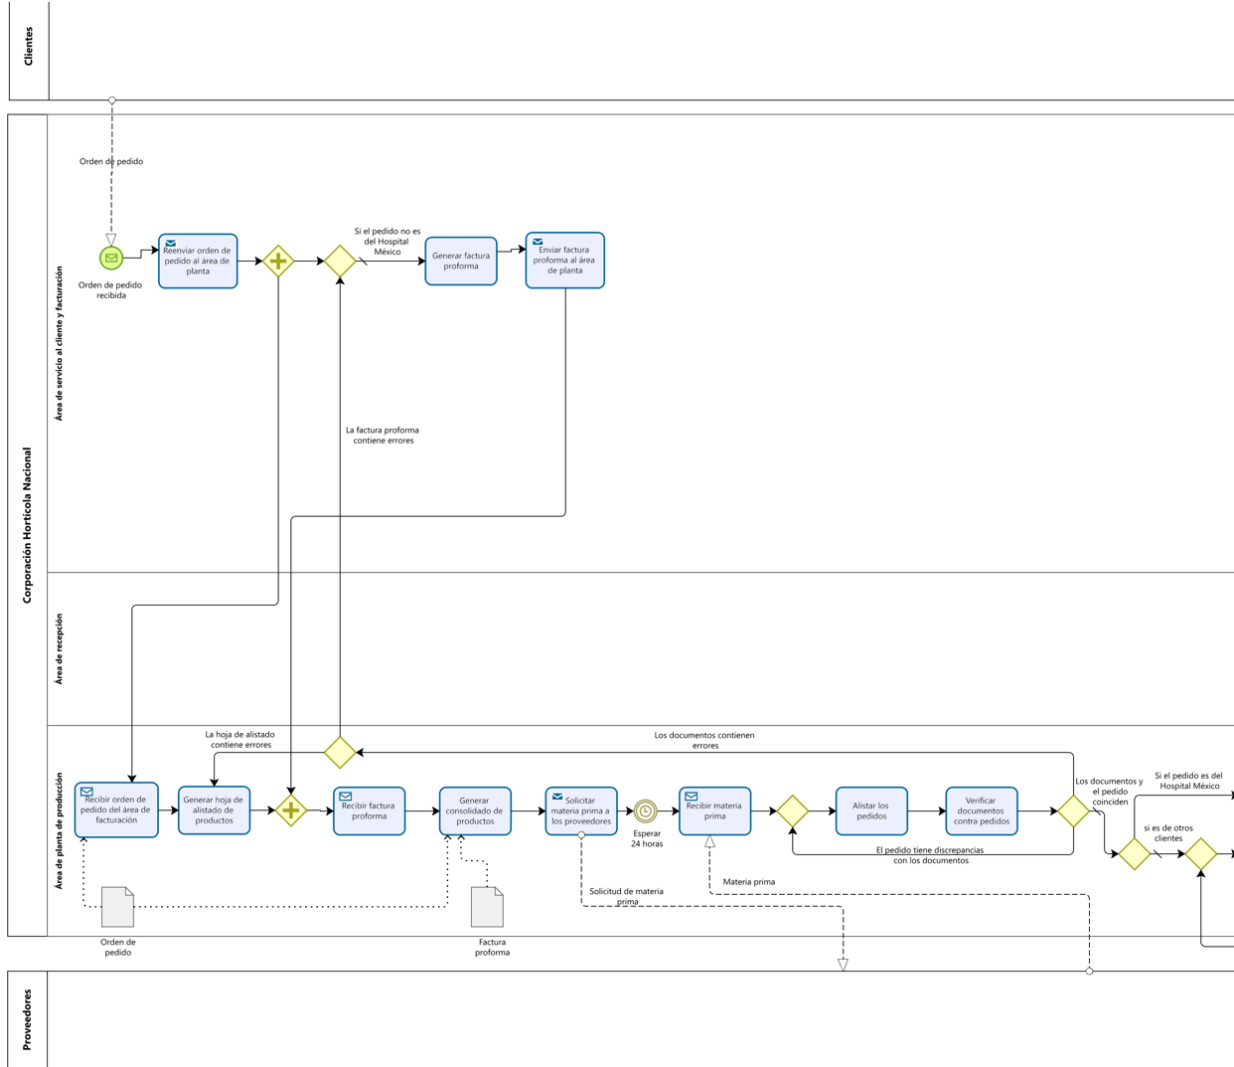 Clientes
Orden de pedido
Corporación Hortícola Nacional
Área de servicio al cliente y facturación
Orden de pedido
recibida
Reenviar orden de
pedido al área de
planta
Si el pedido no es
del Hospital
México
Generar factura
proforma
Enviar factura
proforma al área
de planta
La factura proforma
contiene errores
Área de recepción
Área de planta de producción
La hoja de alistado
contiene errores
Los documentos contienen
errores
Recibir orden de
pedido del área de
facturación
Generar hoja de
alistado de
productos
Recibir factura
proforma
Generar
consolidado de
productos
Solicitar
materia prima a
los proveedores
Esperar
24 horas
Recibir materia
prima
Alistar los
pedidos
Verificar
documentos
contra pedidos
Los documentos y
el pedido
coinciden
Si el pedido es del
Hospital México
si es de otros
clientes
El pedido tiene discrepancias
con los documentos
Materia prima
Solicitud de materia
prima
Orden de
pedido
Factura
proforma
Proveedores